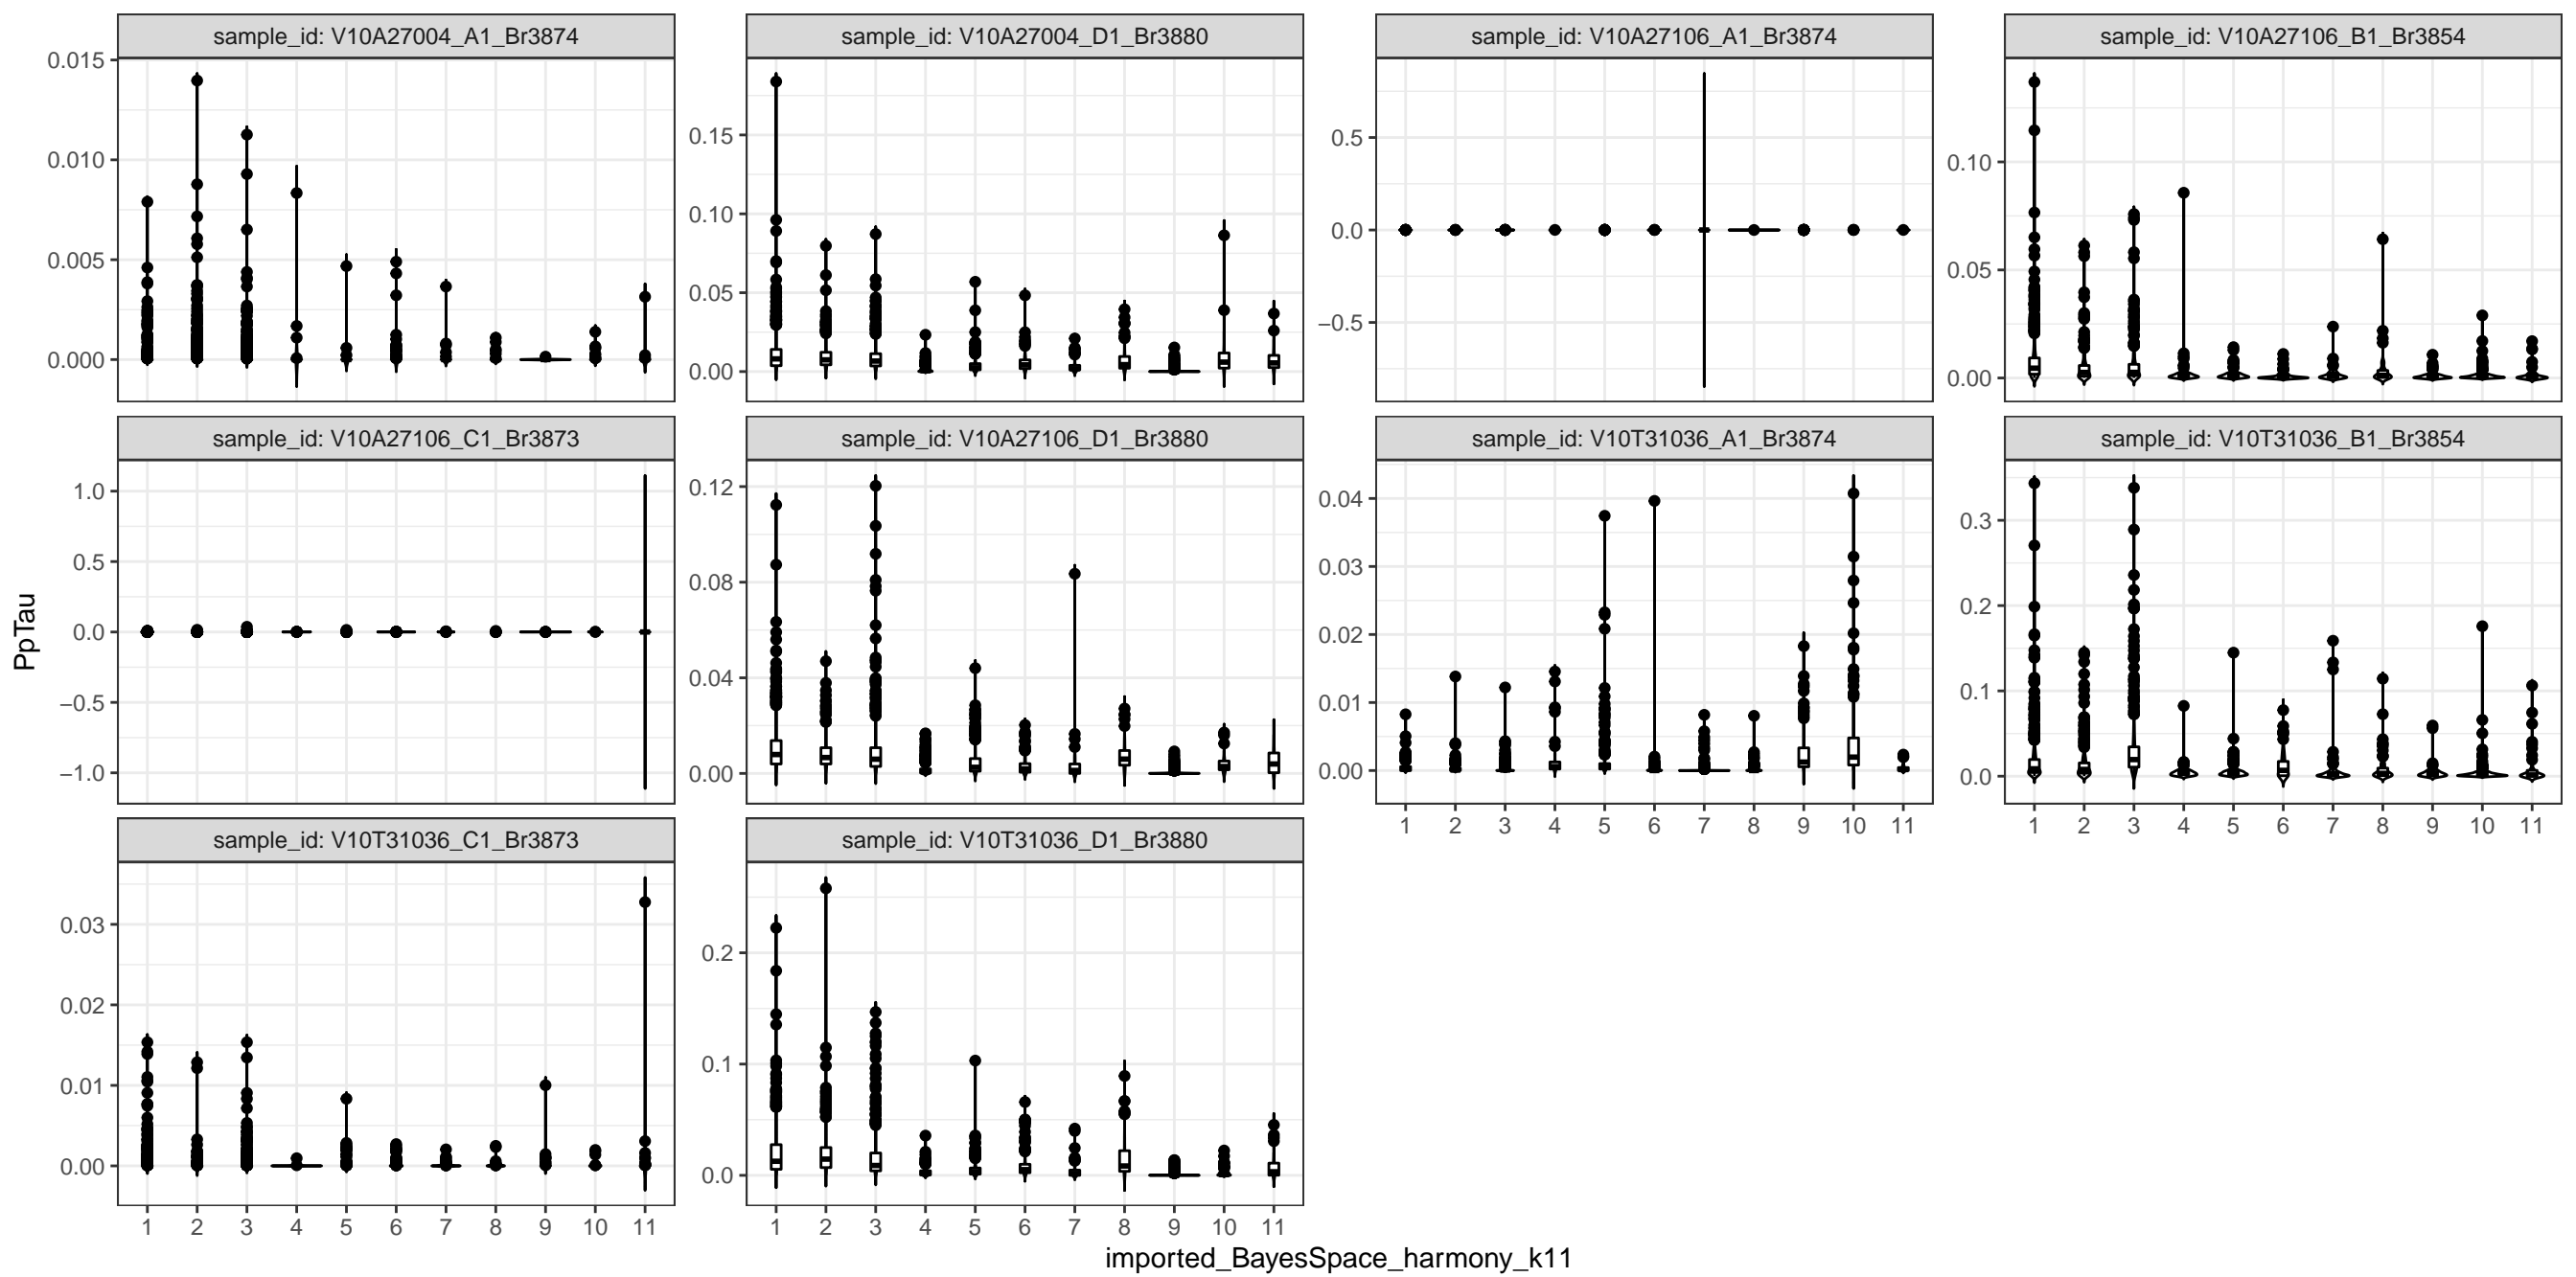 sample_id: V10A27004_A1_Br3874
sample_id: V10A27004_D1_Br3880
sample_id: V10A27106_A1_Br3874
sample_id: V10A27106_B1_Br3854
0.015
0.010
0.005
0.000
0.15
0.10
0.05
0.00
0.5
0.0
−0.5
0.10
0.05
0.00
sample_id: V10A27106_C1_Br3873
sample_id: V10A27106_D1_Br3880
sample_id: V10T31036_A1_Br3874
sample_id: V10T31036_B1_Br3854
1.0
0.5
0.0
−0.5
−1.0
0.12
0.08
0.04
0.00
0.04
0.03
0.02
0.01
0.00
1 2 3 4 5 6 7 8 9 10 11
0.3
0.2
0.1
0.0
1 2 3 4 5 6 7 8 9 10 11
sample_id: V10T31036_C1_Br3873
sample_id: V10T31036_D1_Br3880
0.03
0.02
0.01
0.00
1 2 3 4 5 6 7 8 9 10 11
0.2
0.1
0.0
1 2 3 4 5 6 7 8 9 10 11
PpTau
imported_BayesSpace_harmony_k11